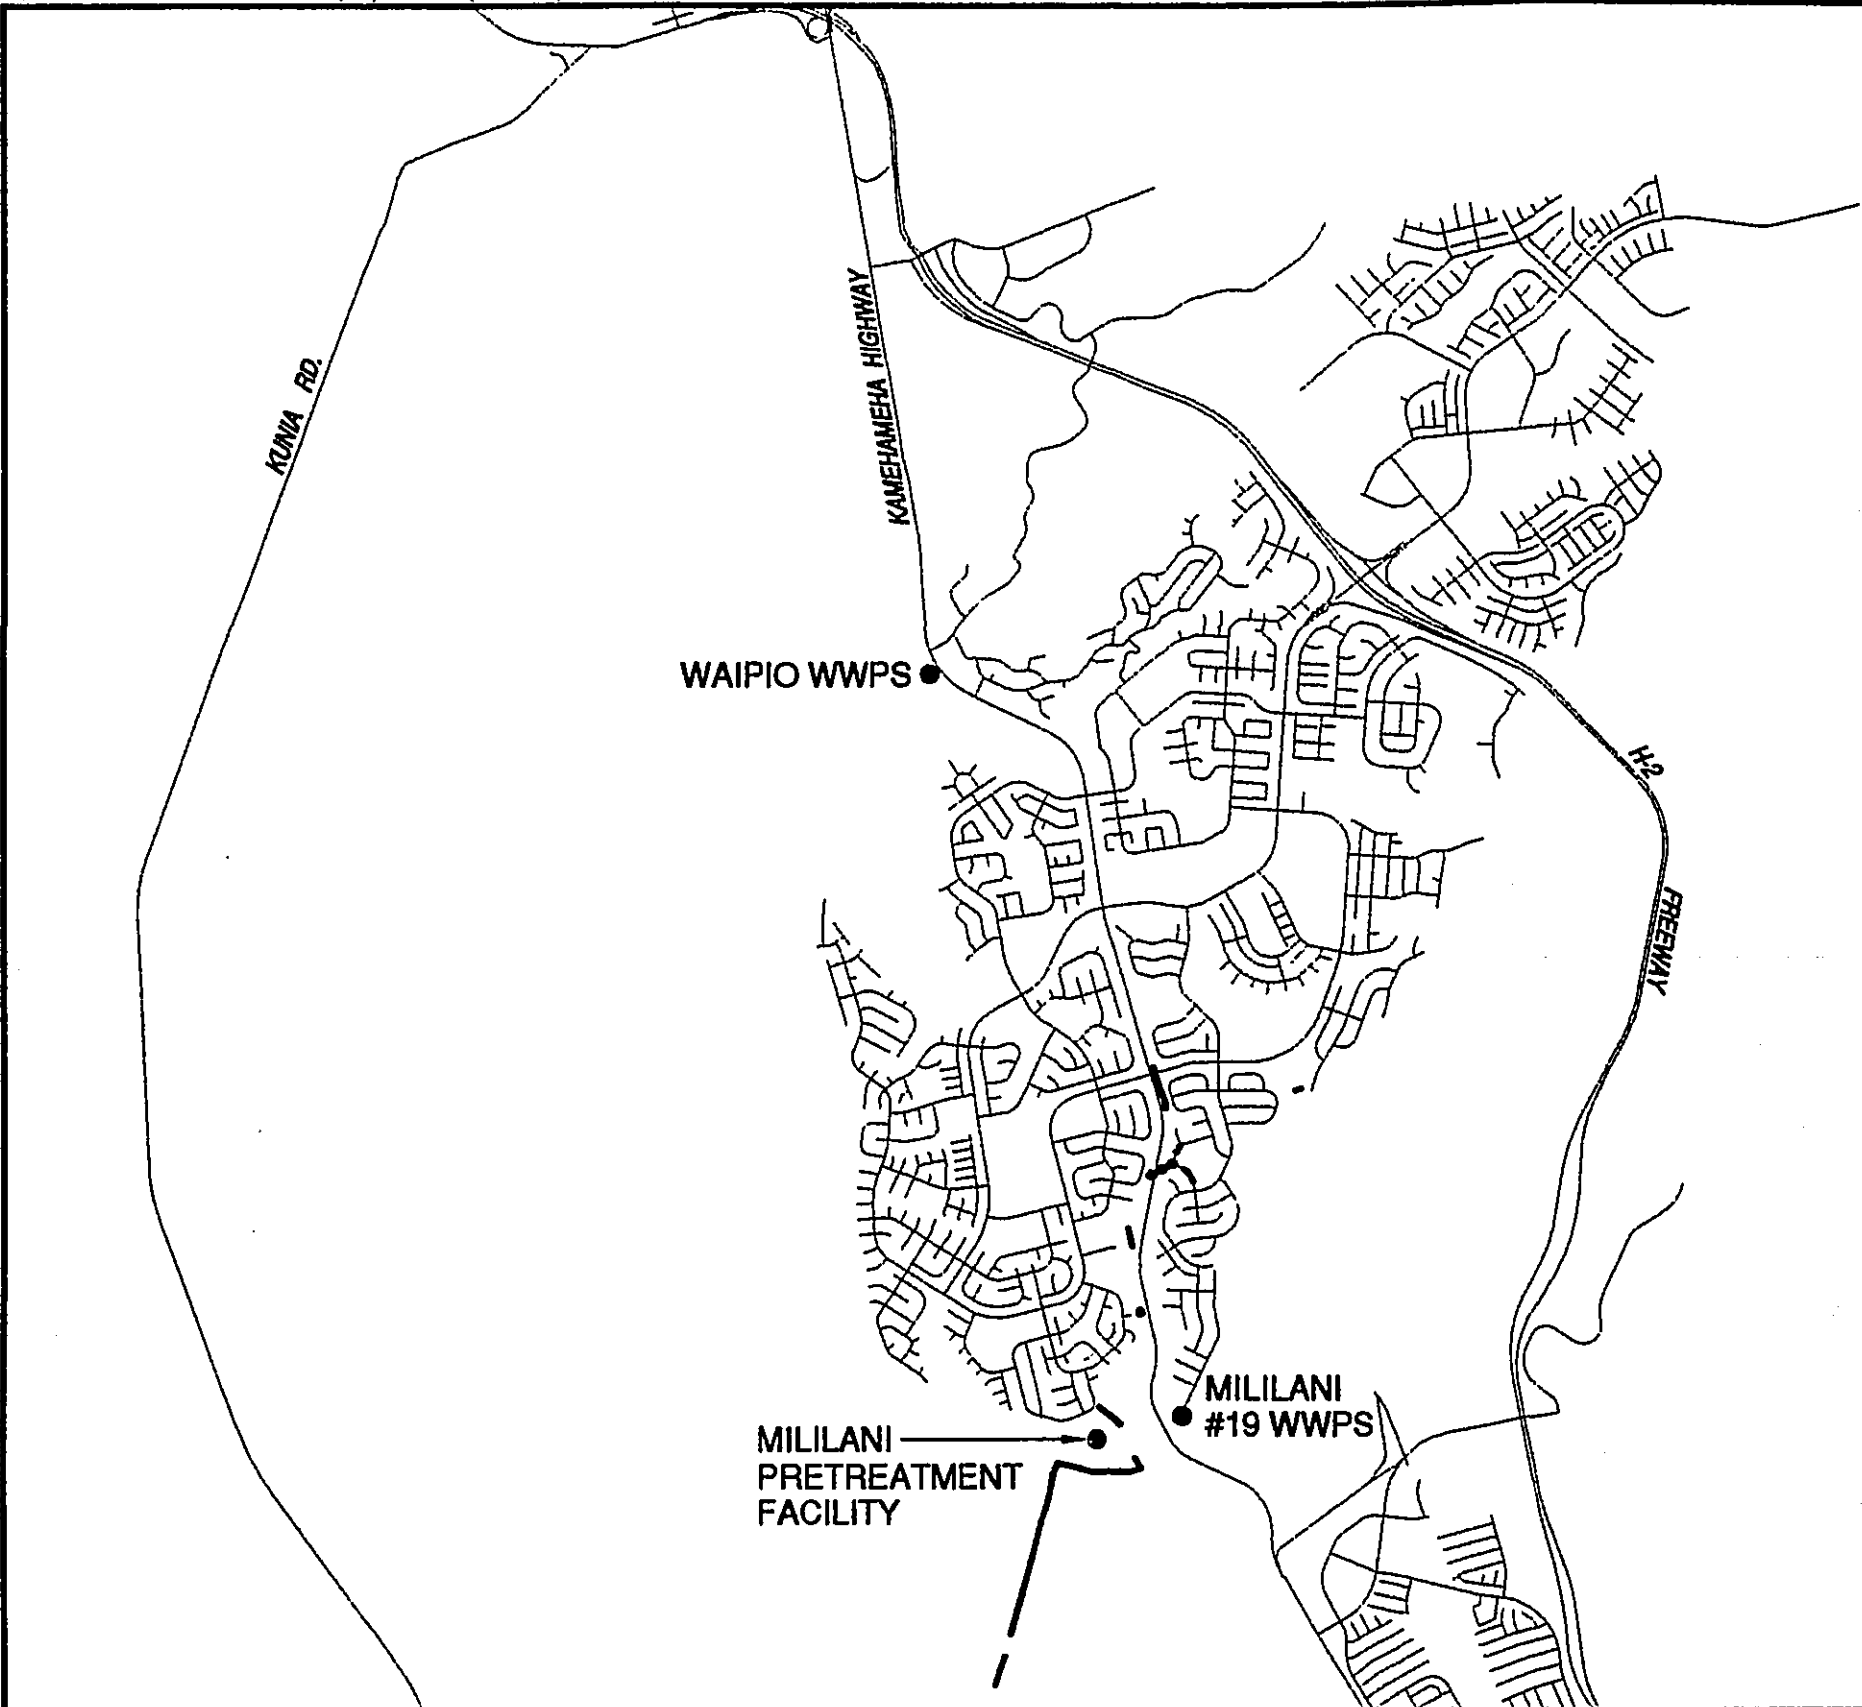 KAMEHAMEHA HIGHWAY
KUNIA RD.
WAIPIO WWPS
H-2
FREEWAY
MILILANI
#19 WWPS
MILILANI
PRETREATMENT
FACILITY